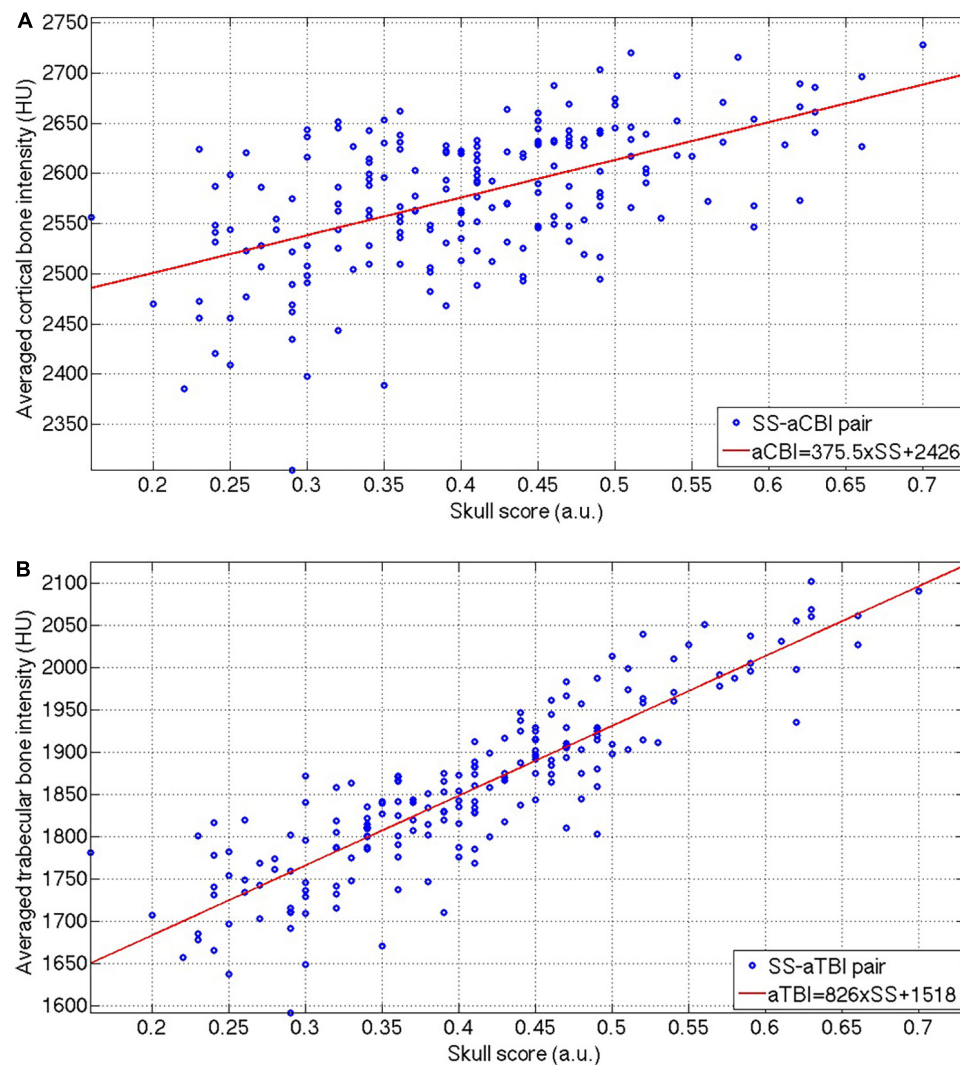 A
Averaged cortical bone intensity (HU)
2750
2700
2650
2600
2550
2500
2450
2400
2350
SS-aCBI pair
aCBI=375.5xSS+2426
0.2 0.25 0.3 0.35 0.4 0.45 0.5 0.55 0.6 0.65 0.7
Skull score (a.u.)
B
Averaged trabecular bone intensity (HU)
2100
2050
2000
1950
1900
1850
1800
1750
1700
1650
1600
SS-aTBI pair
aTBI=826xSS+1518
0.2 0.25 0.3 0.35 0.4 0.45 0.5 0.55 0.6 0.65 0.7
Skull score (a.u.)